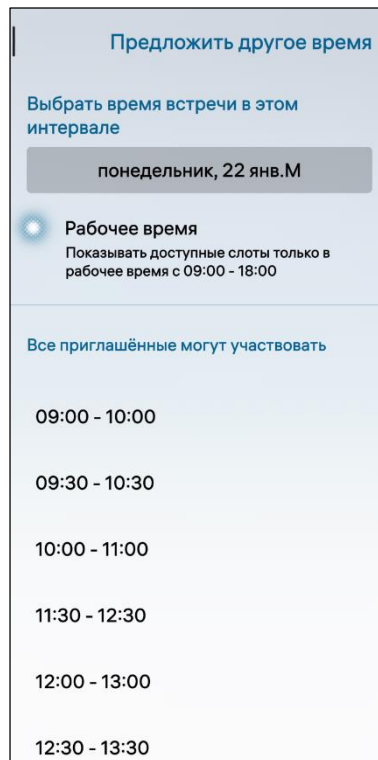 Предложить другое время
Выбрать время встречи в этом
интервале
понедельник, 22 янв.М
Рабочее время
Показывать доступные слоты только в
рабочее время с 09:00 - 18:00
Все приглашённые могут участвовать
09:00 - 10:00
09:30 - 10:30
10:00 - 11:00
11:30 - 12:30
12:00 - 13:00
12:30 - 13:30